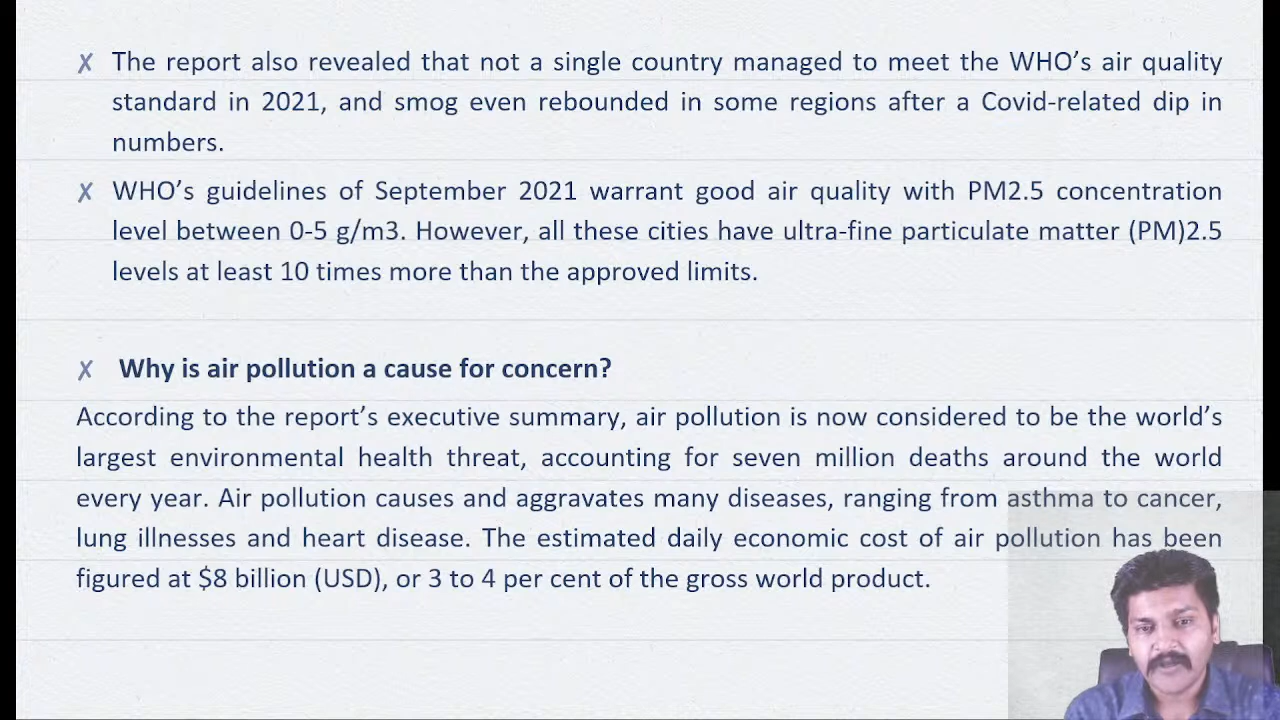 ✗ The report also revealed that not a single country managed to meet the WHO’s air quality
standard in 2021, and smog even rebounded in some regions after a Covid-related dip in
numbers.
✗ WHO’s guidelines of September 2021 warrant good air quality with PM2.5 concentration
level between 0-5 g/m3. However, all these cities have ultra-fine particulate matter (PM)2.5
levels at least 10 times more than the approved limits.
✗ Why is air pollution a cause for concern?
According to the report’s executive summary, air pollution is now considered to be the world’s
largest environmental health threat, accounting for seven million deaths around the world
every year. Air pollution causes and aggravates many diseases, ranging from asthma to cancer,
lung illnesses and heart disease. The estimated daily economic cost of air pollution has been
figured at $8 billion (USD), or 3 to 4 per cent of the gross world product.